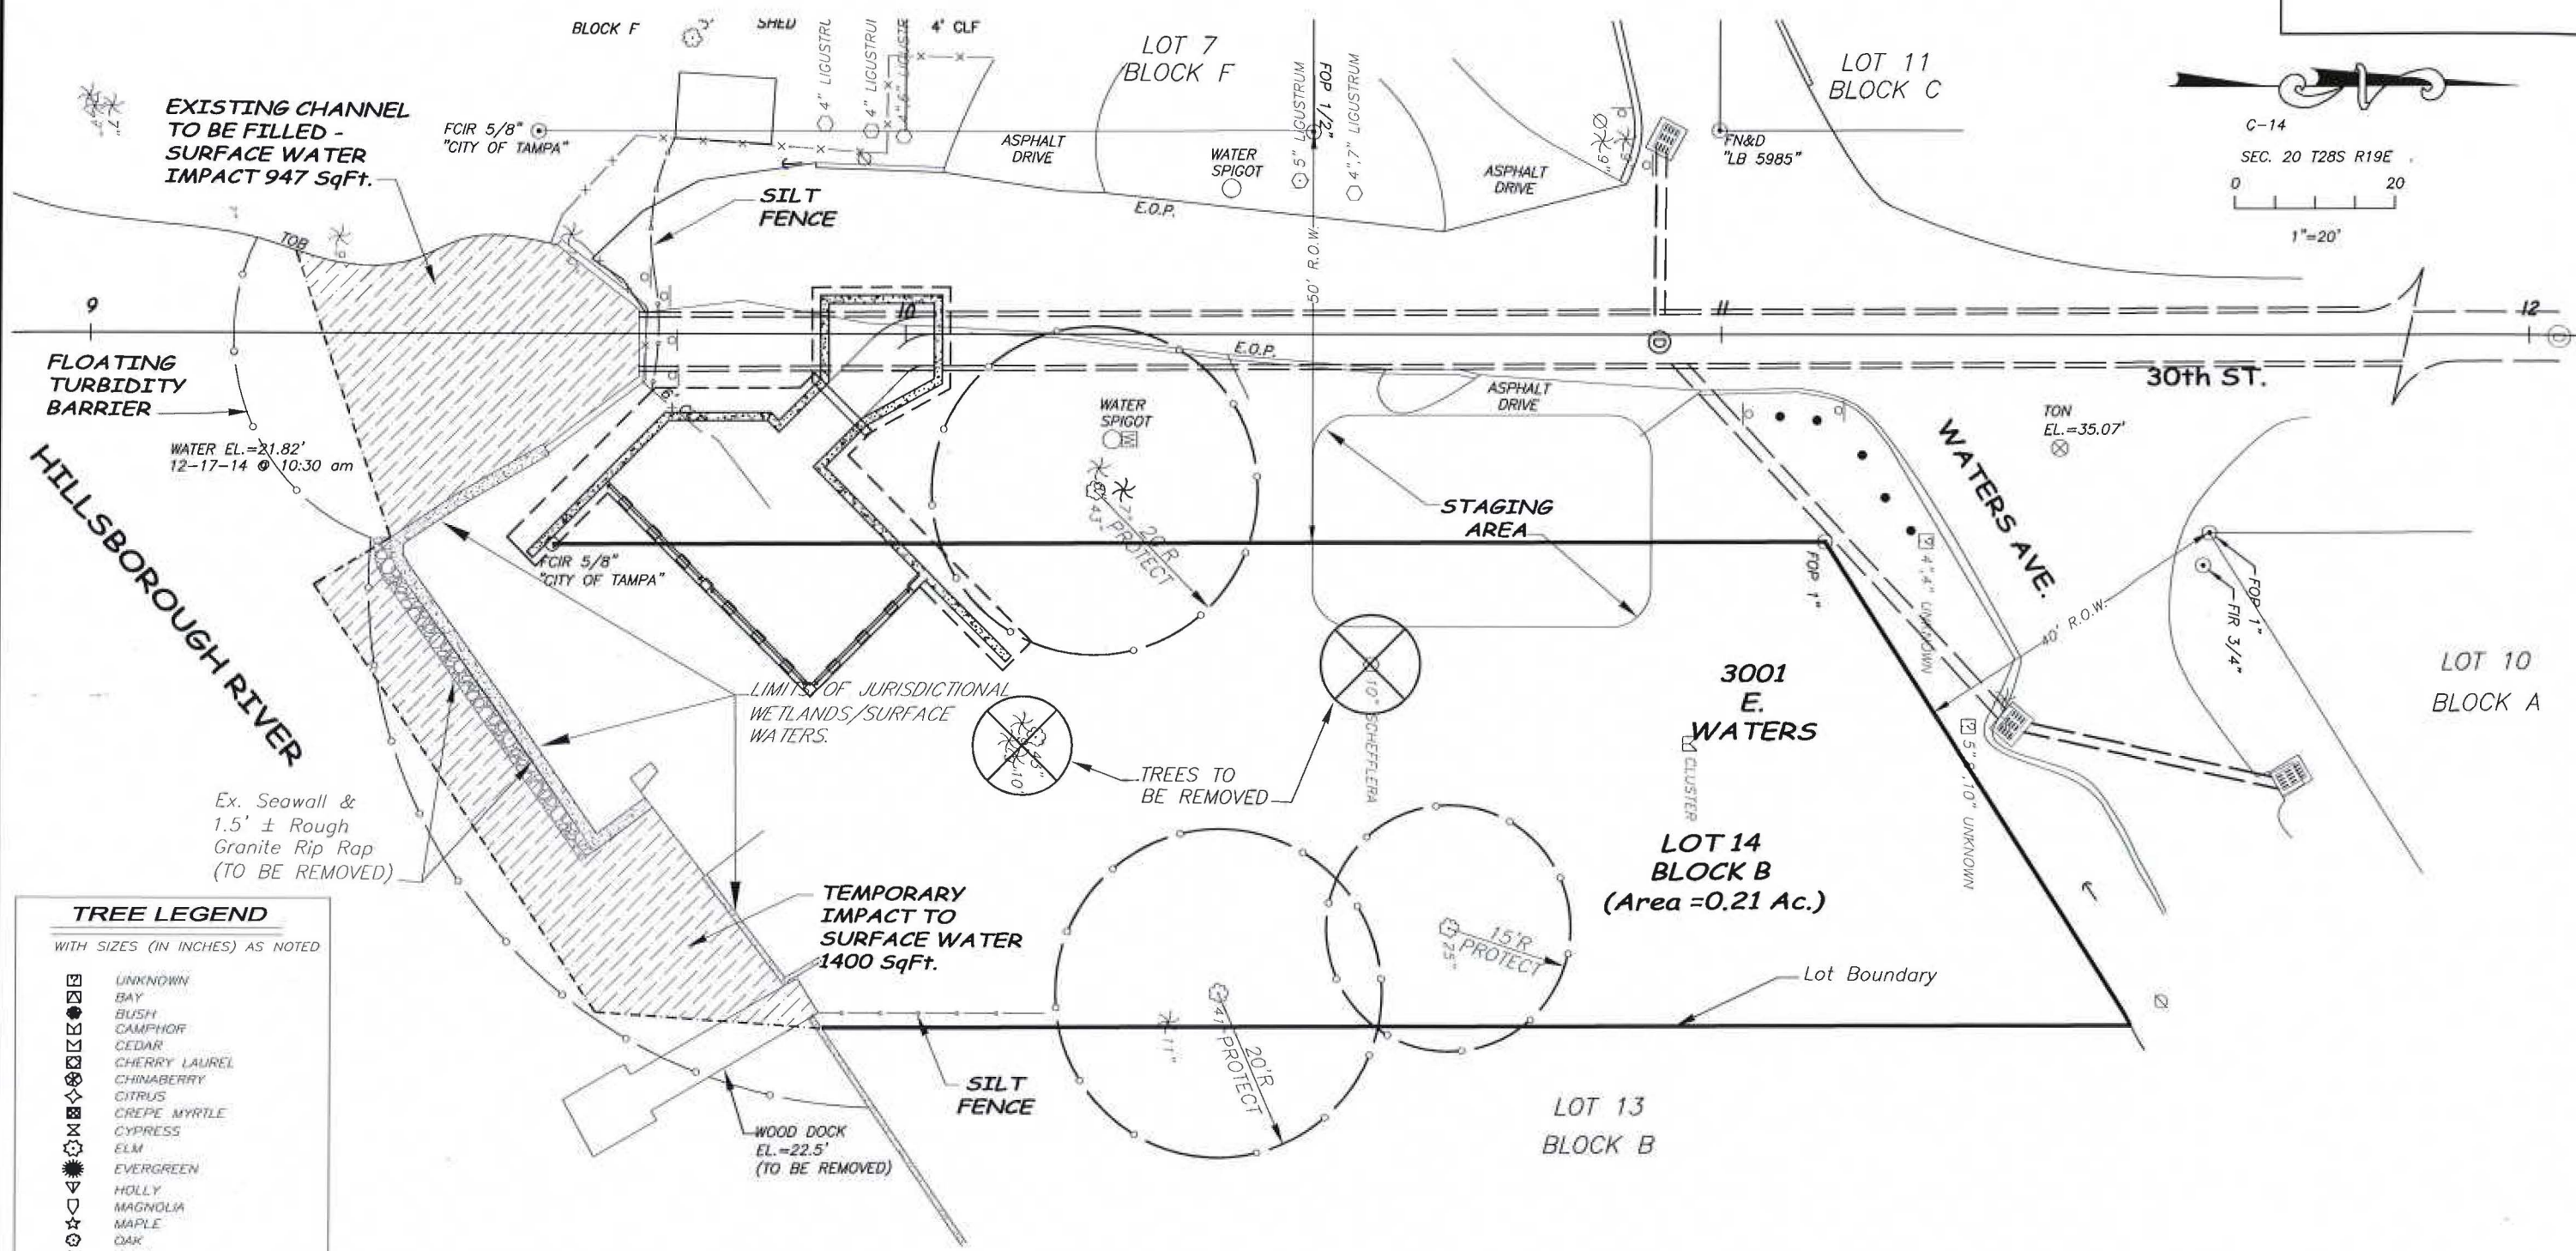 BLOCK F
SHED
4" LIGUSTRU
4" LIGUSTRUI
4",6" LIGUSTE
4' CLF
LOT 7
BLOCK F
5" LIGUSTRUM
FOP 1/2"
4",7" LIGUSTRUM
LOT 11
BLOCK C
C-14
SEC. 20 T28S R19E
0 20
1"=20'
EXISTING CHANNEL
TO BE FILLED -
SURFACE WATER
IMPACT 947 SqFt.
FCIR 5/8"
"CITY OF TAMPA"
ASPHALT
DRIVE
WATER
SPIGOT
ASPHALT
DRIVE
FN&D
"LB 5985"
SILT
FENCE
E.O.P.
TOB
50' R.O.W.
9
10
11
12
FLOATING
TURBIDITY
BARRIER
E.O.P.
30th ST.
WATER EL.=21.82'
12-17-14 @ 10:30 am
WATER
SPIGOT
ASPHALT
DRIVE
TON
EL.=35.07'
HILLSBOROUGH RIVER
WATERS AVE.
43"
7"
20'R
PROTECT
STAGING
AREA
FCIR 5/8"
"CITY OF TAMPA"
FOP 1"
4",4" UNKNOWN
40' R.O.W.
FOP 1"
FIR 3/4"
LOT 10
BLOCK A
LIMITS OF JURISDICTIONAL
WETLANDS/SURFACE
WATERS.
3001
E.
WATERS
10" SCHEFFLERA
CLUSTER
TREES TO
BE REMOVED
45"
10"
Ex. Seawall &
1.5' ± Rough
Granite Rip Rap
(TO BE REMOVED)
LOT 14
BLOCK B
(Area =0.21 Ac.)
10" UNKNOWN
TEMPORARY
IMPACT TO
SURFACE WATER
1400 SqFt.
25"
15'R
PROTECT
Lot Boundary
11"
41"
20'R
PROTECT
SILT
FENCE
WOOD DOCK
EL.=22.5'
(TO BE REMOVED)
LOT 13
BLOCK B
TREE LEGEND
WITH SIZES (IN INCHES) AS NOTED
UNKNOWN
BAY
BUSH
CAMPHOR
CEDAR
CHERRY LAUREL
CHINABERRY
CITRUS
CREPE MYRTLE
CYPRESS
ELM
EVERGREEN
HOLLY
MAGNOLIA
MAPLE
OAK